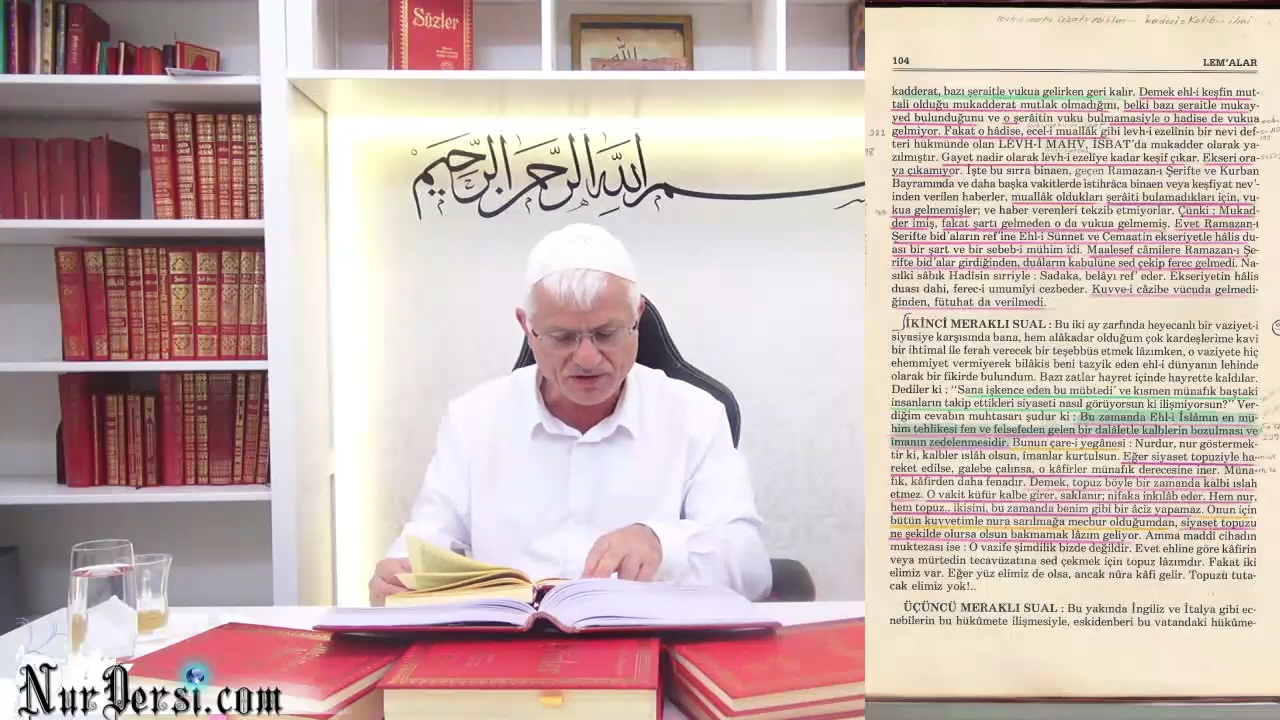 Sözler
بسم الله الرحمن الرحيم
NurDersi.com
104 LEM'ALAR
kadderat, bazı şeraitle vukua gelirken geri kalır. Demek ehl-i keşfin mut-
tali olduğu mukadderat mutlak olmadığını, belki bazı şeraitle mukay-
yed bulunduğunu ve o şerâitin vuku bulmamasiyle o hadise de vukua
gelmiyor. Fakat o hâdise, ecel-i muallâk gibi levh-i ezelînin bir nevi def-
teri hükmünde olan LEVH-İ MAHV, İSBAT'da mukadder olarak ya-
zılmıştır. Gayet nadir olarak levh-i ezeliye kadar keşif çıkar. Ekseri ora-
ya çıkamıyor. İşte bu sırra binaen, geçen Ramazan-ı Şerifte ve Kurban
Bayramında ve daha başka vakitlerde istihrâca binaen veya keşfiyat nev'-
inden verilen haberler, muallâk oldukları şerâiti bulamadıkları için, vu-
kua gelmemişler; ve haber verenleri tekzib etmiyorlar. Çünki : Mukad-
der imiş, fakat şartı gelmeden o da vukua gelmemiş. Evet Ramazan-ı
Şerifte bid'aların ref'ine Ehl-i Sünnet ve Cemaatin ekseriyetle hâlis du-
ası bir şart ve bir sebeb-i mühim idi. Maalesef câmilere Ramazan-ı Şe-
rifte bid'alar girdiğinden, duâların kabulüne sed çekip ferec gelmedi. Na-
sılki sâbık Hadîsin sırriyle : Sadaka, belâyı ref' eder. Ekseriyetin hâlis
duası dahi, ferec-i umumîyi cezbeder. Kuvve-i câzibe vücuda gelmedi-
ğinden, fütuhat da verilmedi.
İKİNCİ MERAKLI SUAL : Bu iki ay zarfında heyecanlı bir vaziyet-i
siyasiye karşısında bana, hem alâkadar olduğum çok kardeşlerime kavi
bir ihtimal ile ferah verecek bir teşebbüs etmek lâzımken, o vaziyete hiç
ehemmiyet vermiyerek bilâkis beni tazyik eden ehl-i dünyanın lehinde
olarak bir fikirde bulundum. Bazı zatlar hayret içinde hayrette kaldılar.
Dediler ki : "Sana işkence eden bu mübtedi' ve kısmen münafık baştaki
insanların takip ettikleri siyaseti nasıl görüyorsun ki ilişmiyorsun?" Ver-
diğim cevabın muhtasarı şudur ki : Bu zamanda Ehl-i İslâmın en mü-
him tehlikesi fen ve felsefeden gelen bir dalâletle kalblerin bozulması ve
imanın zedelenmesidir. Bunun çare-i yegânesi : Nurdur, nur göstermek-
tir ki, kalbler ıslâh olsun, imanlar kurtulsun. Eğer siyaset topuziyle ha-
reket edilse, galebe çalınsa, o kâfirler münafık derecesine iner. Müna-
fık, kâfirden daha fenadır. Demek, topuz böyle bir zamanda kalbi ıslah
etmez. O vakit küfür kalbe girer, saklanır; nifaka inkılâb eder. Hem nur,
hem topuz.. ikisini, bu zamanda benim gibi bir âciz yapamaz. Onun için
bütün kuvvetimle nura sarılmağa mecbur olduğumdan, siyaset topuzu
ne şekilde olursa olsun bakmamak lâzım geliyor. Amma maddî cihadın
muktezası ise : O vazife şimdilik bizde değildir. Evet ehline göre kâfirin
veya mürtedin tecavüzatına sed çekmek için topuz lâzımdır. Fakat iki
elimiz var. Eğer yüz elimiz de olsa, ancak nûra kâfi gelir. Topuzu tuta-
cak elimiz yok!..
ÜÇÜNCÜ MERAKLI SUAL : Bu yakında İngiliz ve İtalya gibi ec-
nebilerin bu hükûmete ilişmesiyle, eskidenberi bu vatandaki hükûme-